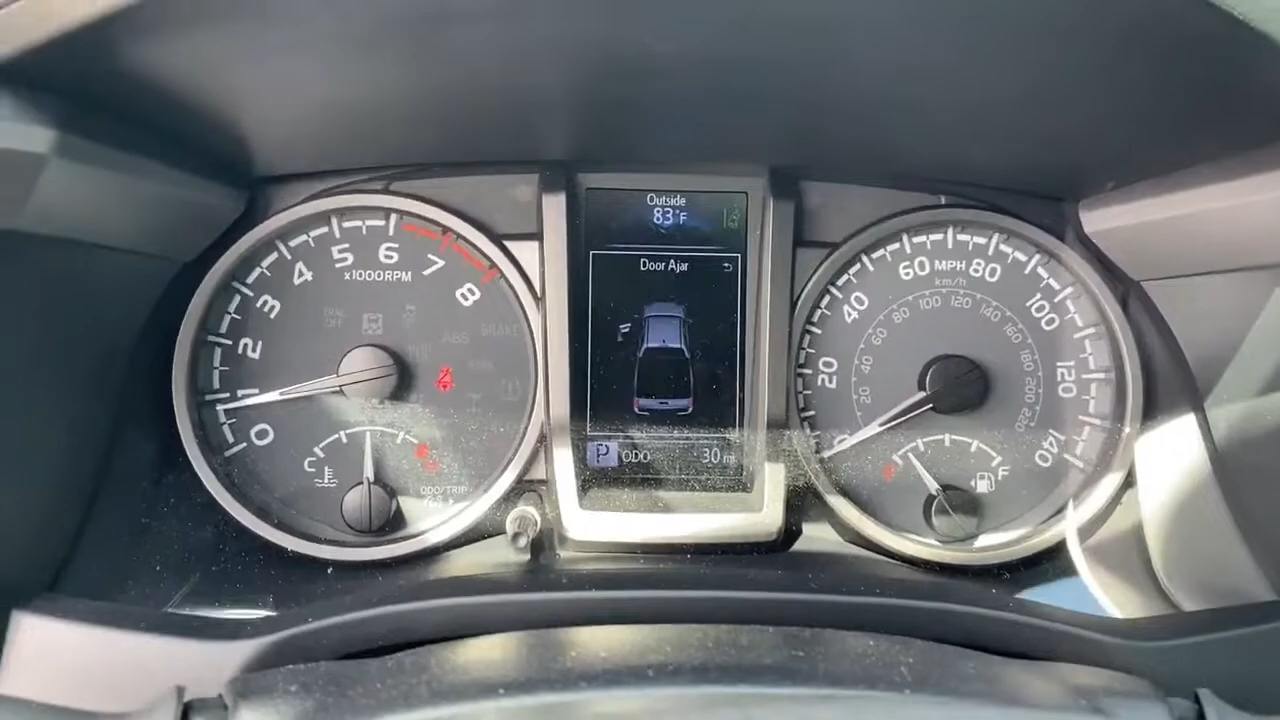 Outside
83°F
Door Ajar
P ODO 30 mi
0
1
2
3
4
5
6
7
8
x1000RPM
TRAC
OFF
ABS
BRAKE
C
ODO/TRIP
20
40
60 MPH 80
100
120
140
km/h
20
40
60
80
100
120
140
160
180
200
220
F